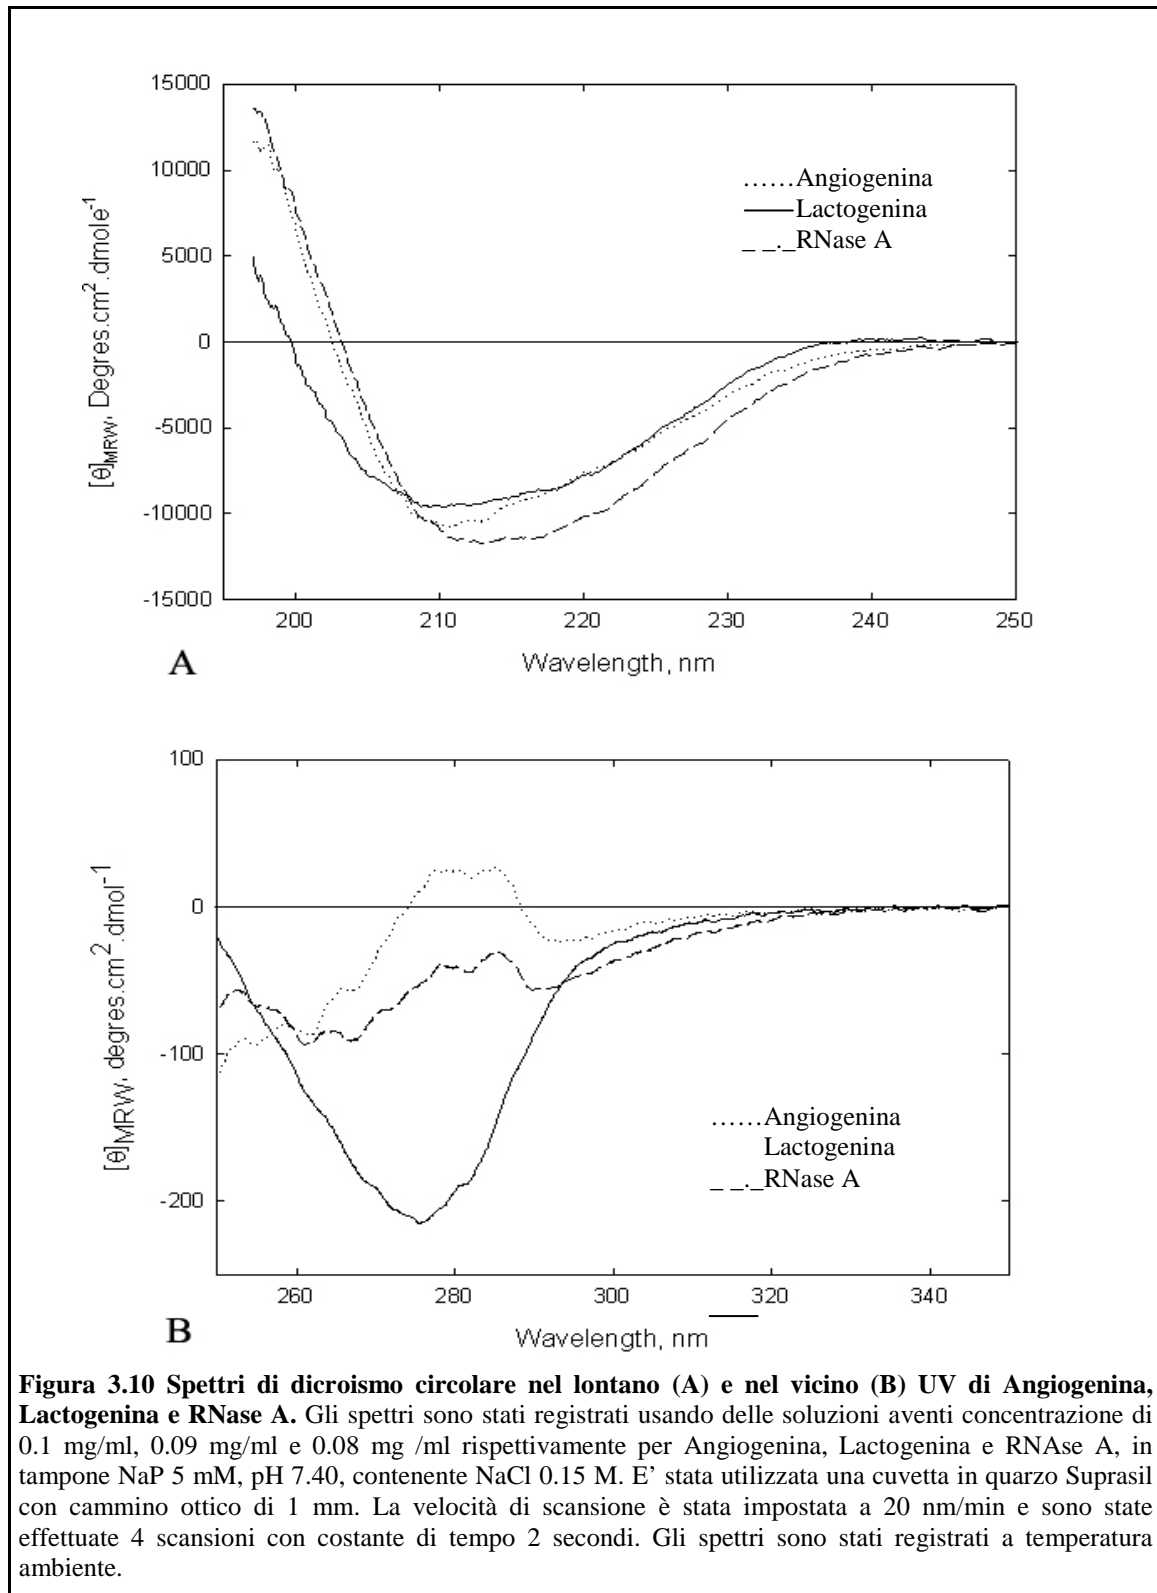 15000
10000
5000
0
-5000
-10000
-15000
[θ]MRW, Degres.cm2.dmole-1
......Angiogenina
Lactogenina
_ _._RNase A
200 210 220 230 240 250
Wavelength, nm
A
100
0
-100
-200
[θ]MRW, degres.cm2.dmol-1
......Angiogenina
Lactogenina
_ _._RNase A
260 280 300 320 340
Wavelength, nm
B
Figura 3.10 Spettri di dicroismo circolare nel lontano (A) e nel vicino (B) UV di Angiogenina,
Lactogenina e RNase A. Gli spettri sono stati registrati usando delle soluzioni aventi concentrazione di
0.1 mg/ml, 0.09 mg/ml e 0.08 mg /ml rispettivamente per Angiogenina, Lactogenina e RNAse A, in
tampone NaP 5 mM, pH 7.40, contenente NaCl 0.15 M. E’ stata utilizzata una cuvetta in quarzo Suprasil
con cammino ottico di 1 mm. La velocità di scansione è stata impostata a 20 nm/min e sono state
effettuate 4 scansioni con costante di tempo 2 secondi. Gli spettri sono stati registrati a temperatura
ambiente.